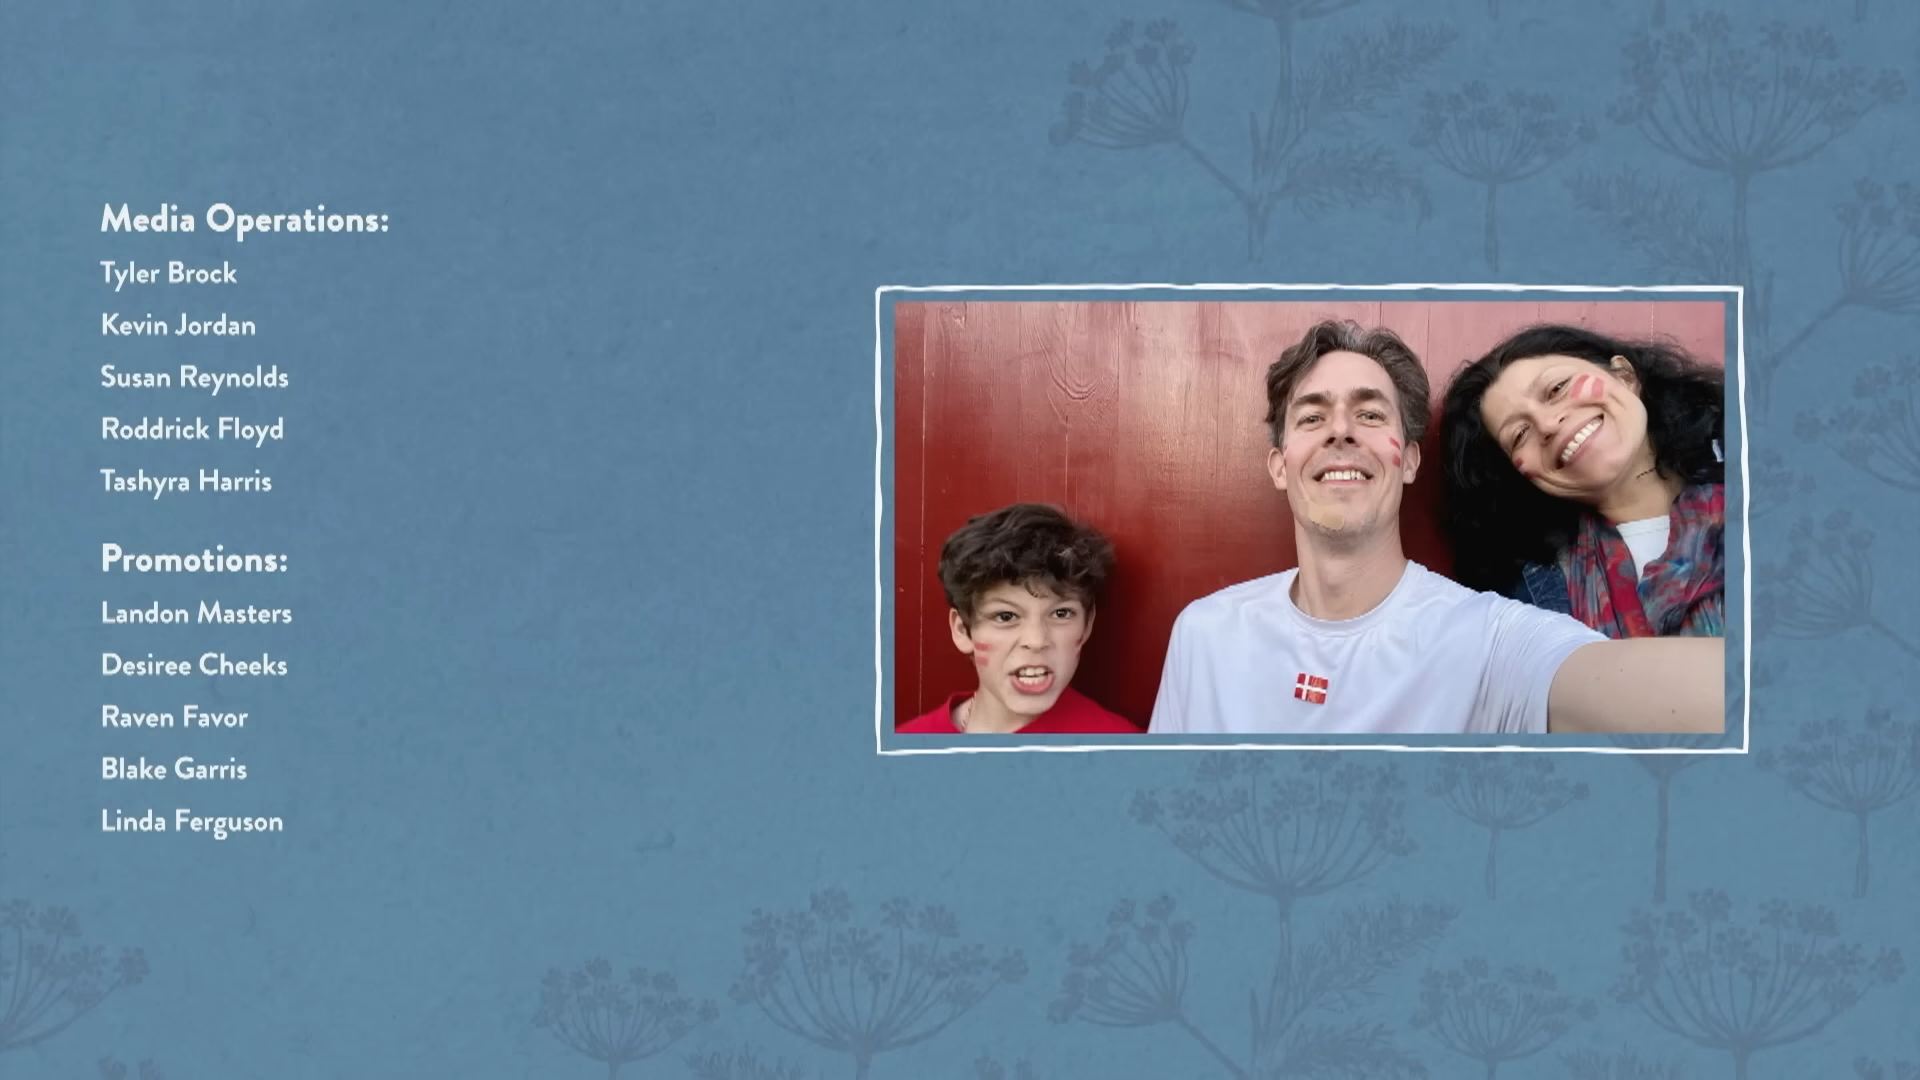 Media Operations:
Tyler Brock
Kevin Jordan
Susan Reynolds
Roddrick Floyd
Tashyra Harris
Promotions:
Landon Masters
Desiree Cheeks
Raven Favor
Blake Garris
Linda Ferguson